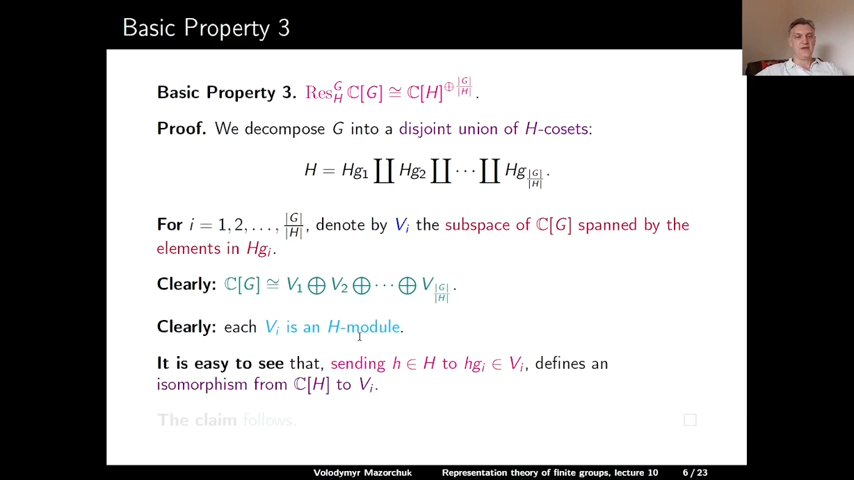 Basic Property 3
Basic Property 3. Res^G_H ℂ[G] ≅ ℂ[H]^{⊕ |G|/|H|}.
Proof. We decompose G into a disjoint union of H-cosets:
H = Hg_1 ∐ Hg_2 ∐ ⋯ ∐ Hg_{|G|/|H|}.
For i = 1, 2, . . . , |G|/|H|, denote by V_i the subspace of ℂ[G] spanned by the
elements in Hg_i.
Clearly: ℂ[G] ≅ V_1 ⊕ V_2 ⊕ ⋯ ⊕ V_{|G|/|H|}.
Clearly: each V_i is an H-module.
It is easy to see that, sending h ∈ H to hg_i ∈ V_i, defines an
isomorphism from ℂ[H] to V_i.
The claim follows. □
Volodymyr Mazorchuk Representation theory of finite groups, lecture 10 6 / 23